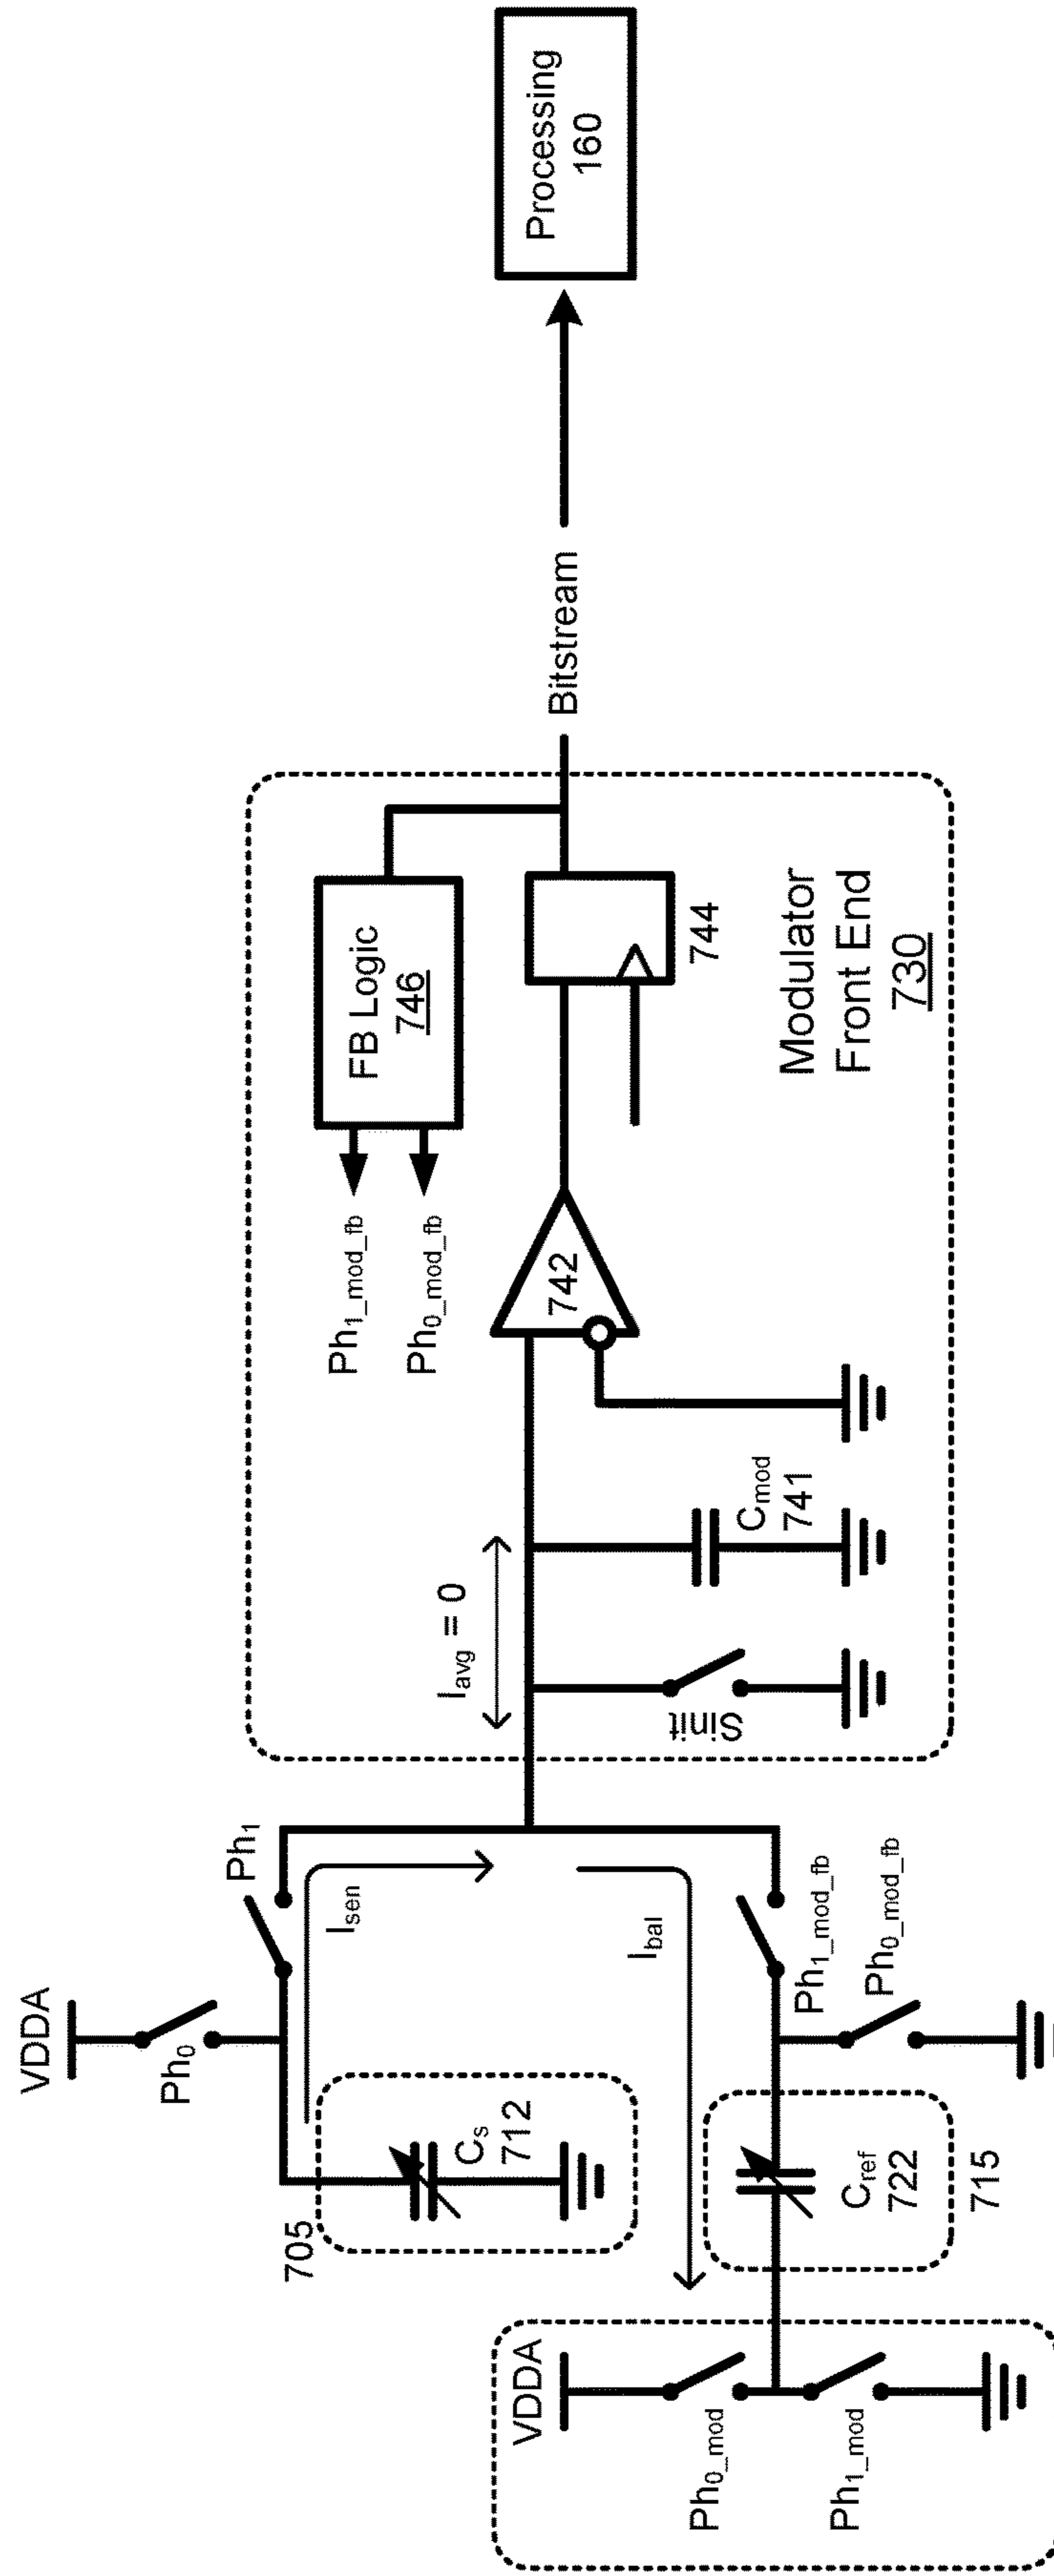 VDDA
Ph0
Ph1
Isen
705
Cs
712
Ibal
VDDA
Ph0_mod
Ph1_mod
Cref
722
715
Ph1_mod_fb
Ph0_mod_fb
Iavg = 0
Sinit
Cmod
741
742
Ph1_mod_fb
Ph0_mod_fb
FB Logic
746
744
Modulator
Front End
730
Bitstream
Processing
160